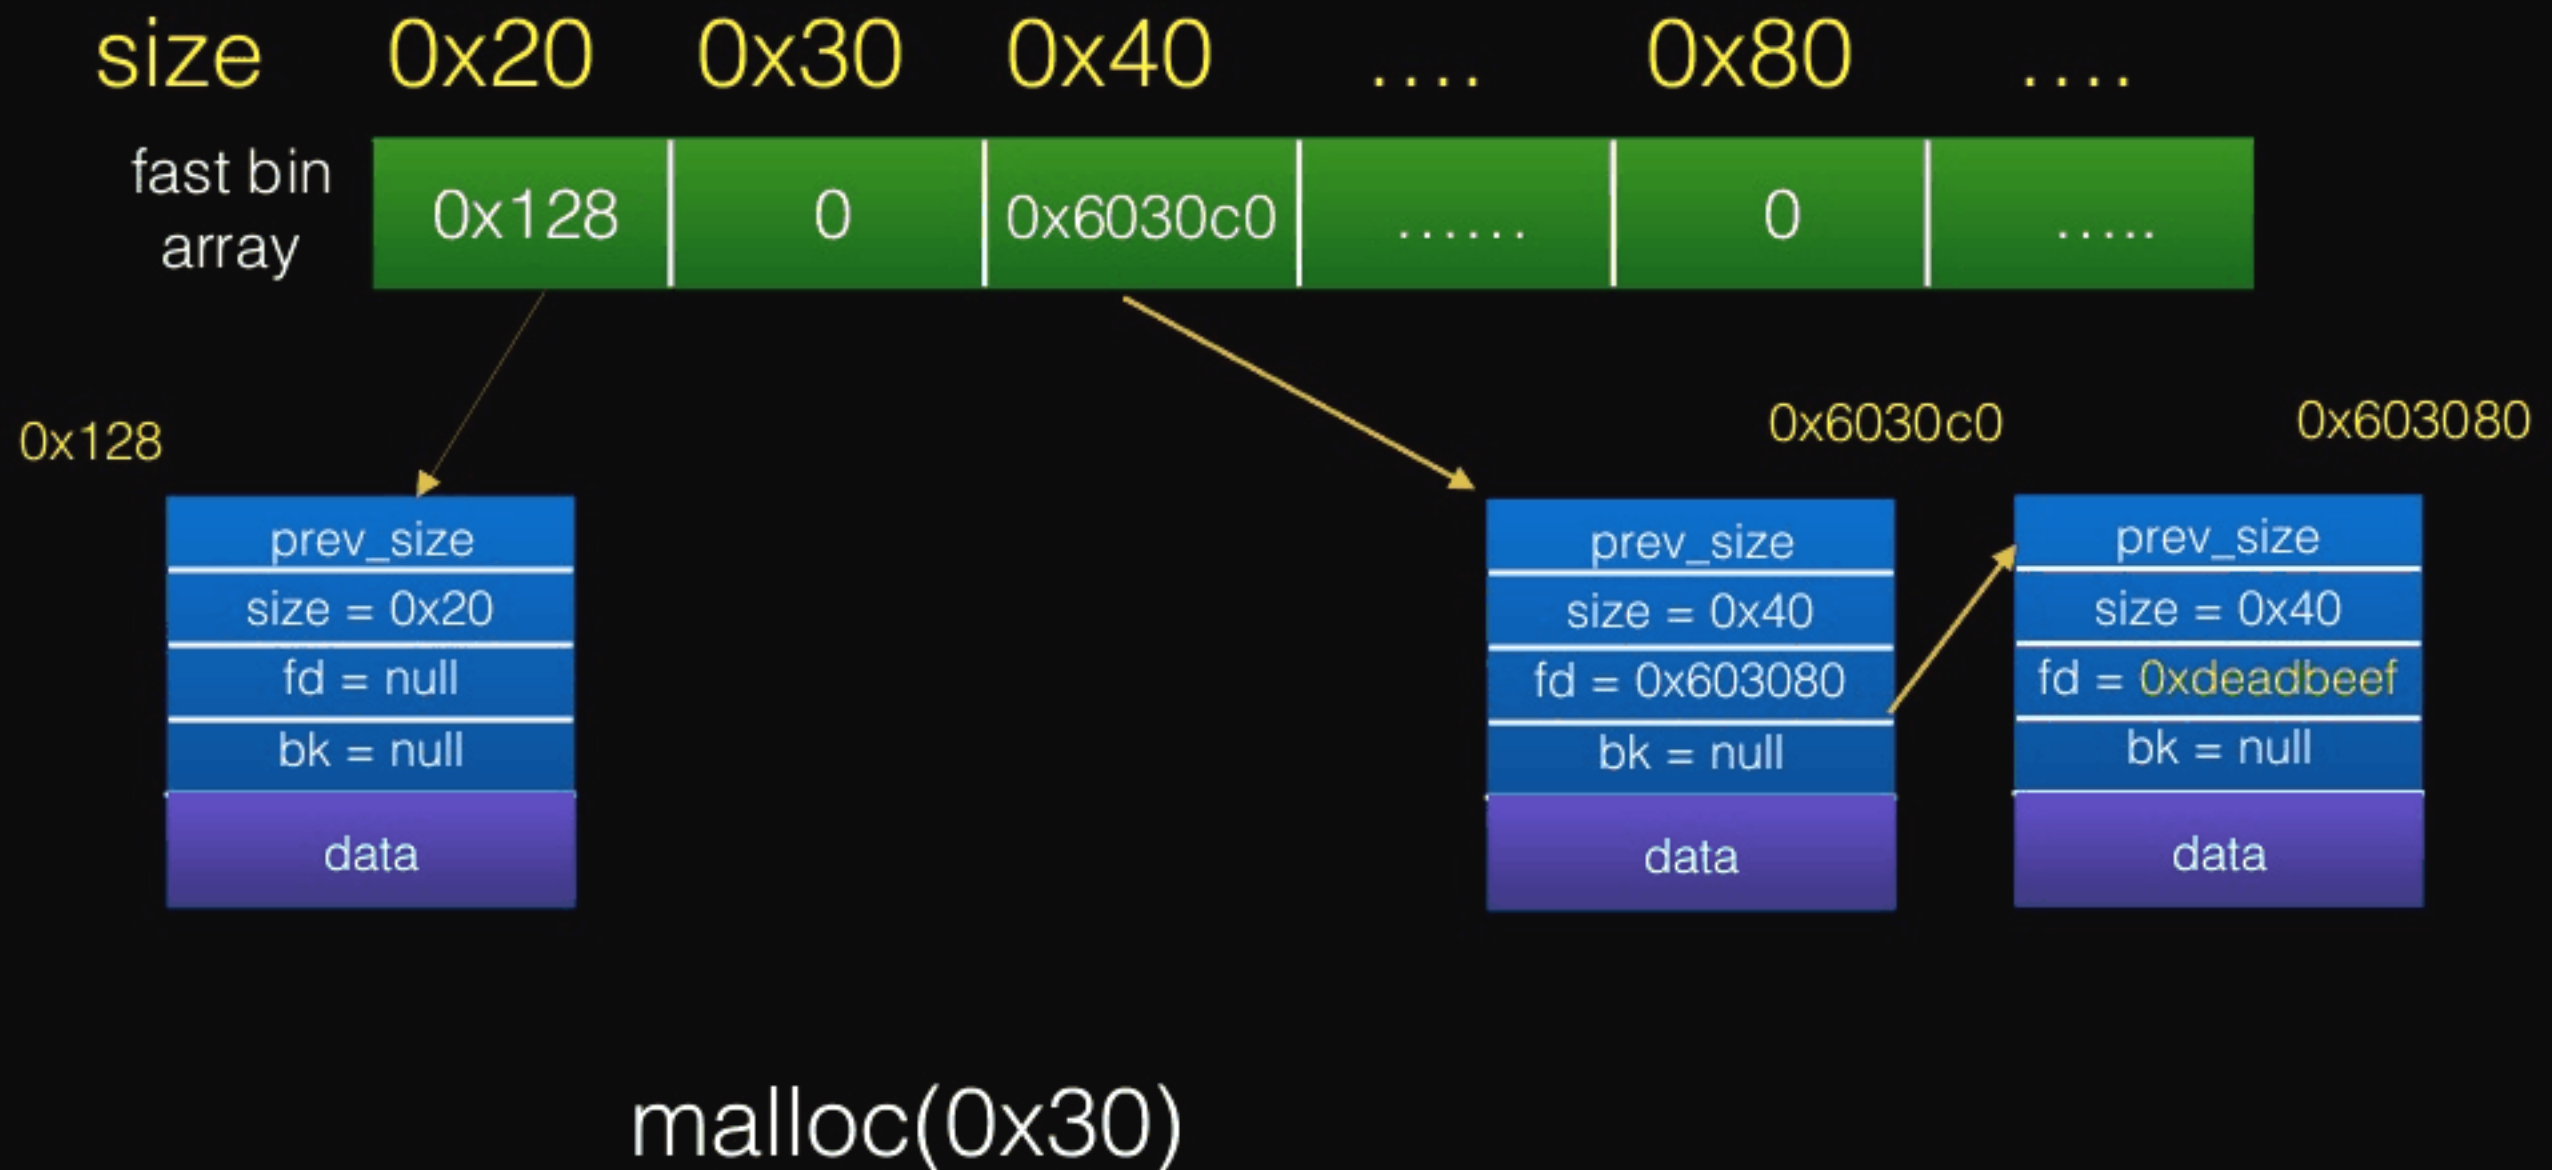 size 0x20 0x30 0x40 .... 0x80 ....
fast bin
array
0x128 0 0x6030c0 ...... 0 .....
0x128
0x6030c0
0x603080
prev_size
size = 0x20
fd = null
bk = null
data
prev_size
size = 0x40
fd = 0x603080
bk = null
data
prev_size
size = 0x40
fd = 0xdeadbeef
bk = null
data
malloc(0x30)